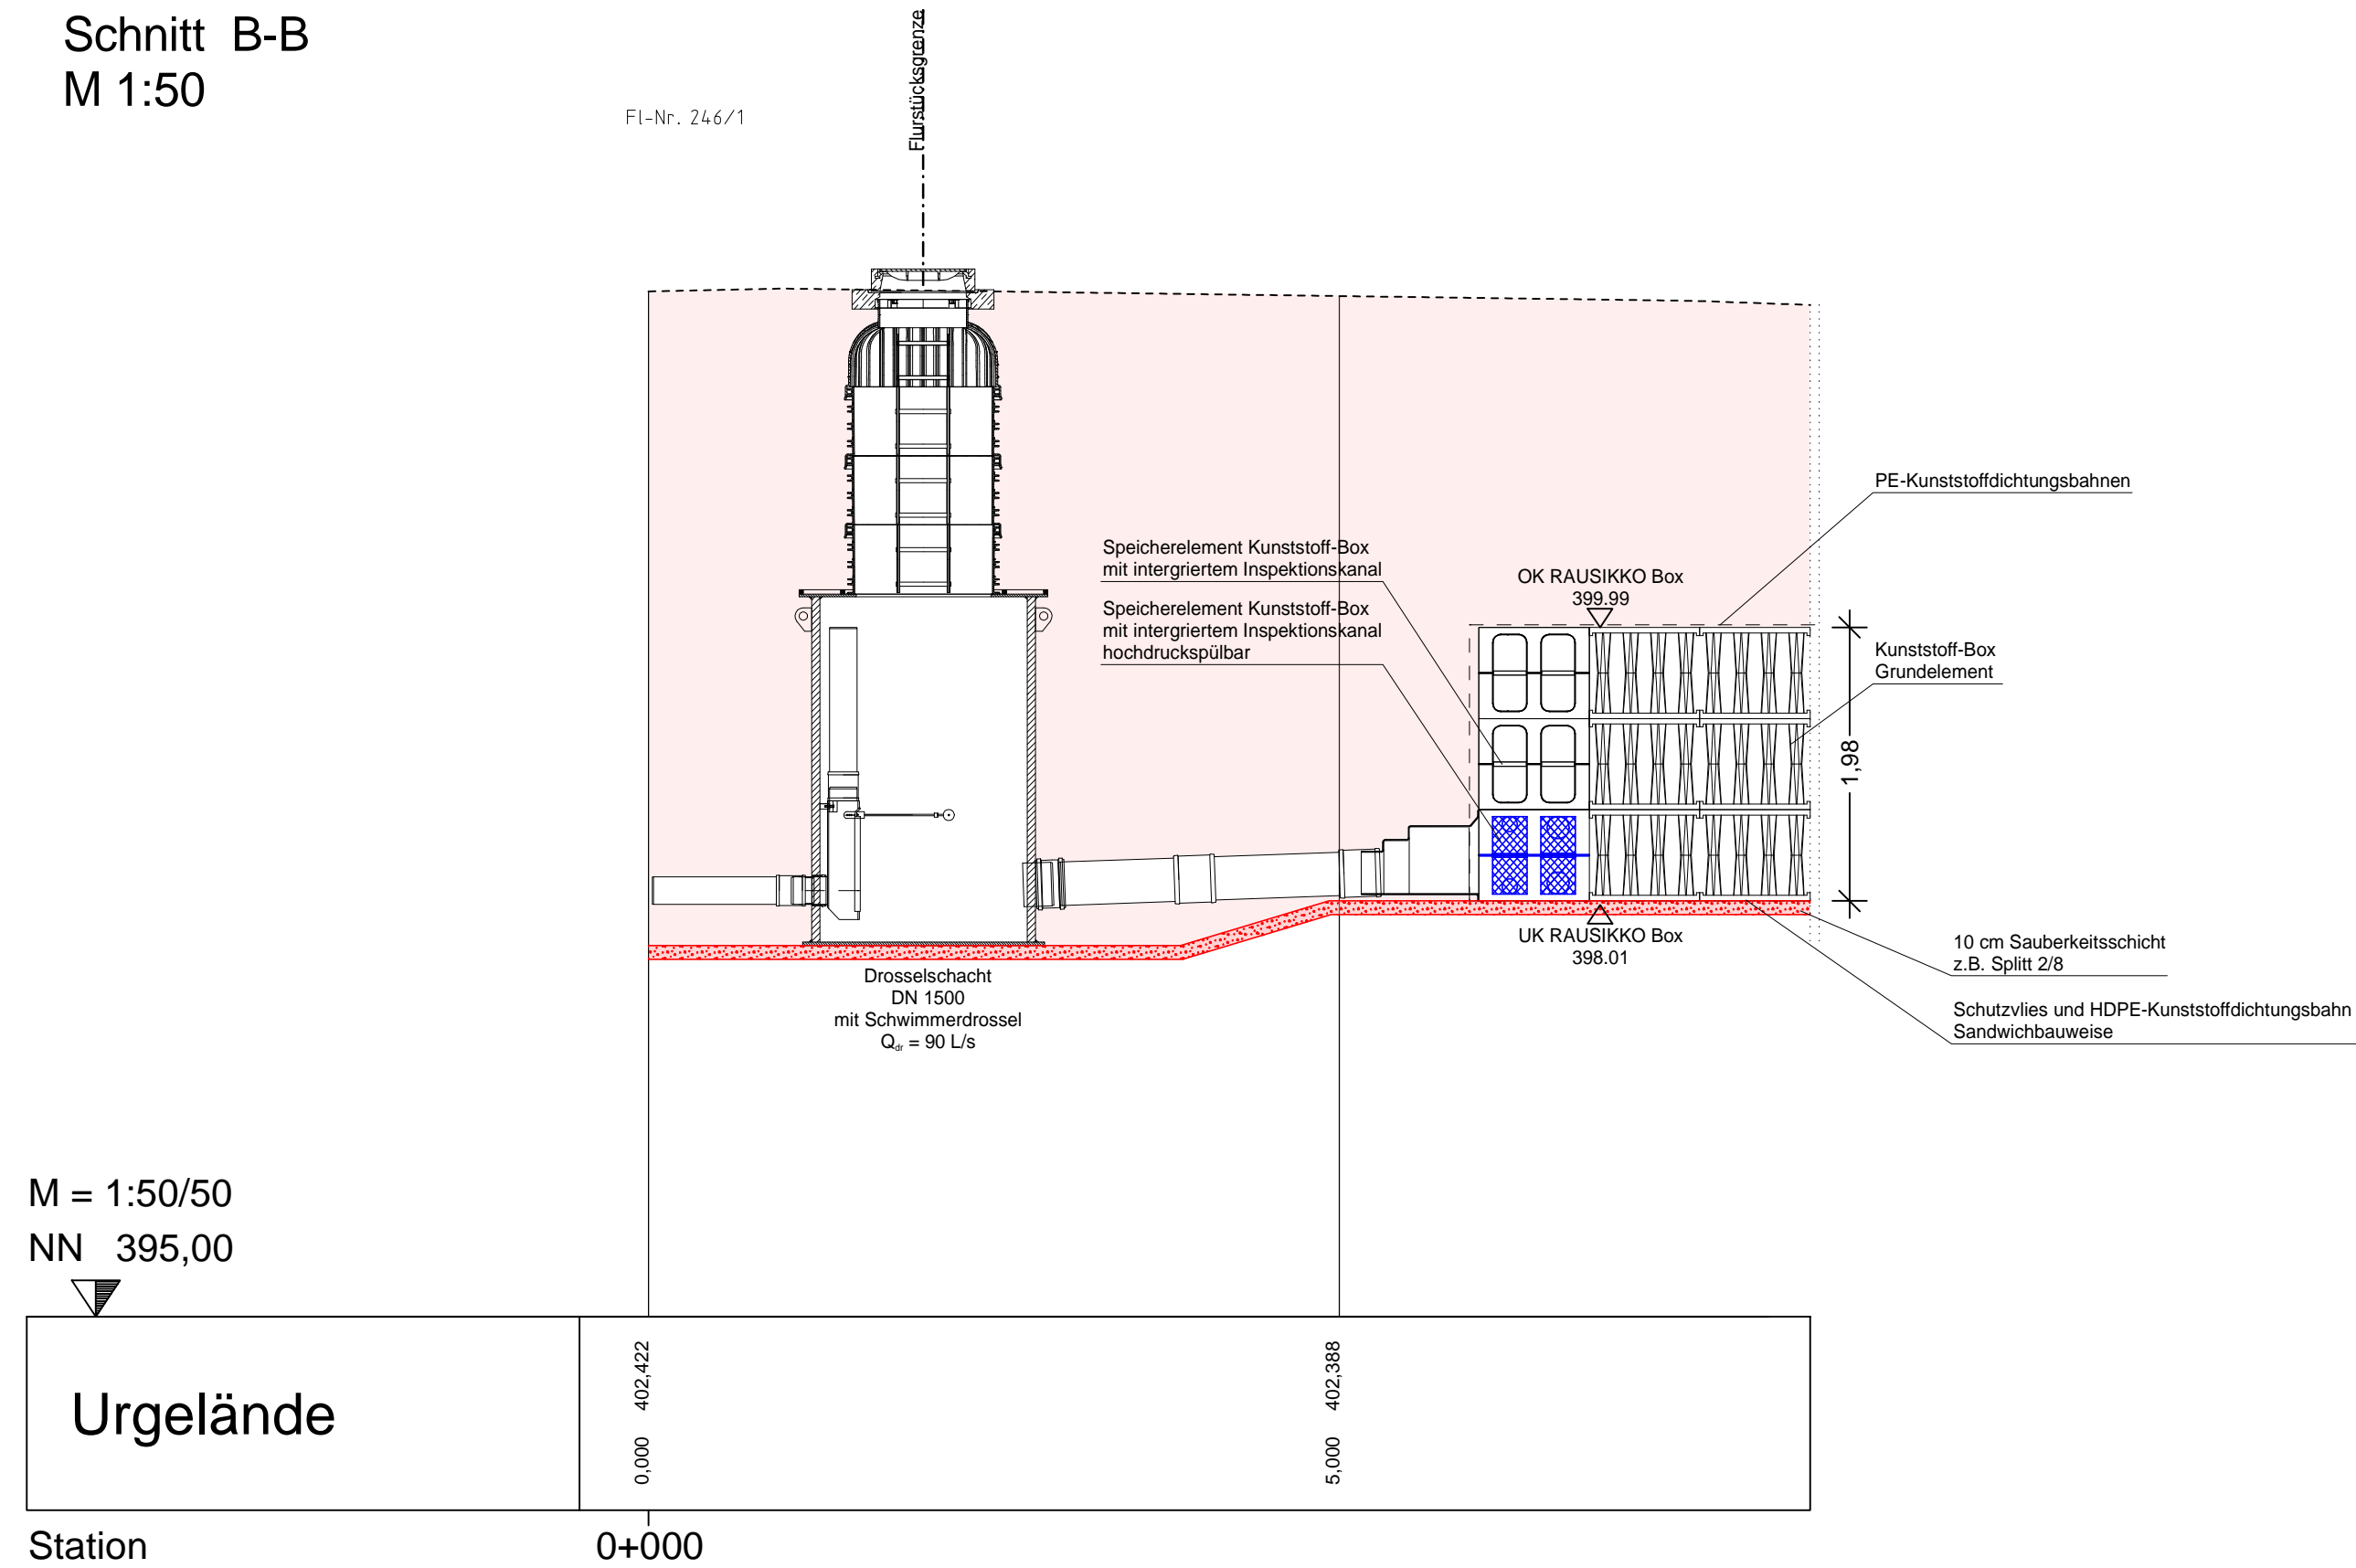 Schnitt B-B
M 1:50
Fl-Nr. 246/1
Flurstücksgrenze
PE-Kunststoffdichtungsbahnen
Speicherelement Kunststoff-Box
mit intergriertem Inspektionskanal
OK RAUSIKKO Box
399.99
Speicherelement Kunststoff-Box
mit intergriertem Inspektionskanal
hochdruckspülbar
Kunststoff-Box
Grundelement
1,98
UK RAUSIKKO Box
398.01
10 cm Sauberkeitsschicht
z.B. Splitt 2/8
Drosselschacht
DN 1500
mit Schwimmerdrossel
Qdr = 90 L/s
Schutzvlies und HDPE-Kunststoffdichtungsbahn
Sandwichbauweise
M = 1:50/50
NN 395,00
Urgelände
0,000 402,422
5,000 402,388
Station
0+000